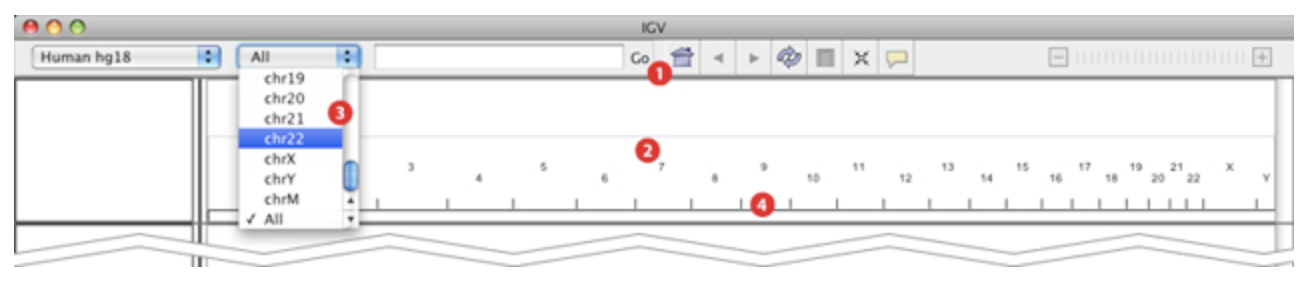 IGV
Human hg18 All Go
1
chr19
chr20
chr21
3
chr22
chrX
chrY
chrM
✓ All
2
3 5 7 9 11 13 15 17 19 21 X
4 6 8 10 12 14 16 18 20 22 Y
4